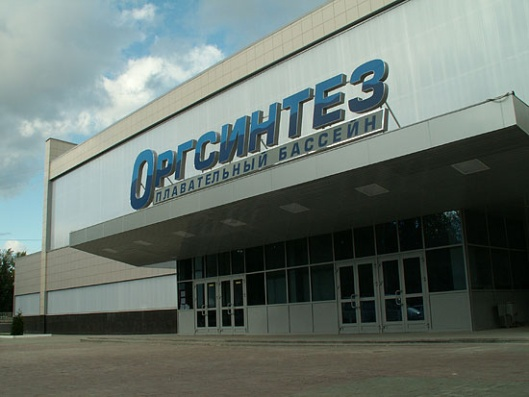 ОРГСИНТЕЗ
ПЛАВАТЕЛЬНЫЙ БАССЕЙН